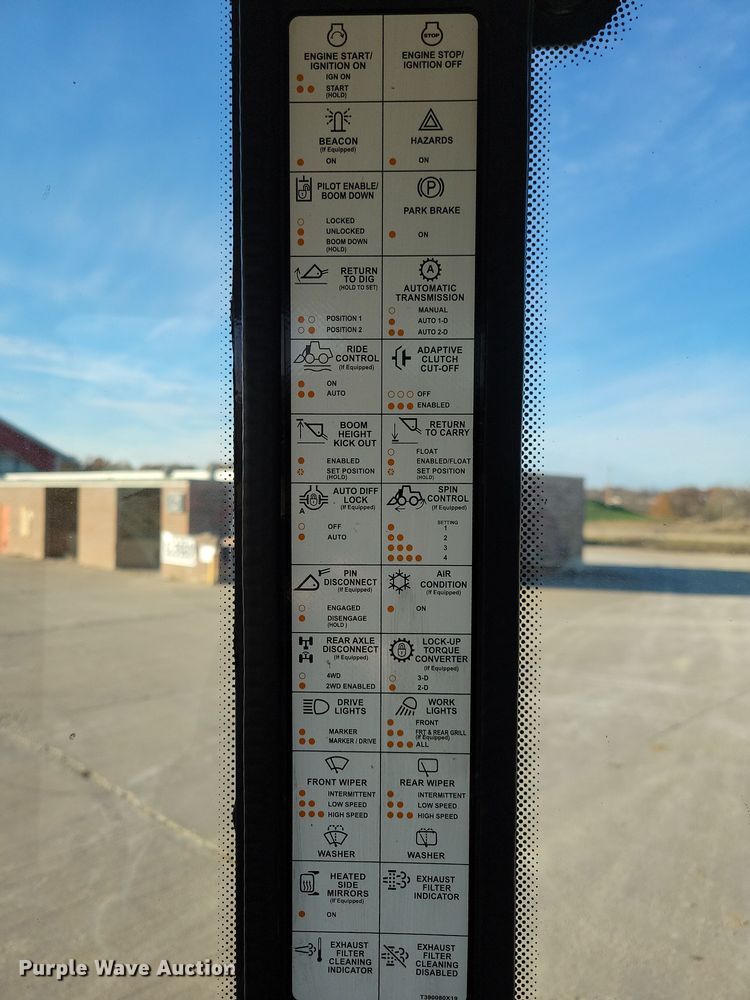 ENGINE START/
IGNITION ON
IGN ON
START
(HOLD)
STOP
ENGINE STOP/
IGNITION OFF
BEACON
(If Equipped)
ON
HAZARDS
ON
PILOT ENABLE/
BOOM DOWN
LOCKED
UNLOCKED
BOOM DOWN
(HOLD)
P
PARK BRAKE
ON
RETURN
TO DIG
(HOLD TO SET)
POSITION 1
POSITION 2
A
AUTOMATIC
TRANSMISSION
MANUAL
AUTO 1-D
AUTO 2-D
RIDE
CONTROL
(If Equipped)
ON
AUTO
ADAPTIVE
CLUTCH
CUT-OFF
OFF
ENABLED
BOOM
HEIGHT
KICK OUT
ENABLED
SET POSITION
(HOLD)
RETURN
TO CARRY
FLOAT
ENABLED/FLOAT
SET POSITION
(HOLD)
A
AUTO DIFF
LOCK
(If Equipped)
OFF
AUTO
SPIN
CONTROL
(If Equipped)
SETTING
1
2
3
4
PIN
DISCONNECT
(If Equipped)
ENGAGED
DISENGAGE
(HOLD)
AIR
CONDITION
(If Equipped)
ON
REAR AXLE
DISCONNECT
(If Equipped)
4WD
2WD ENABLED
LOCK-UP
TORQUE
CONVERTER
(If Equipped)
3-D
2-D
DRIVE
LIGHTS
MARKER
MARKER / DRIVE
WORK
LIGHTS
FRONT
FRT & REAR GRILL
(If Equipped)
ALL
FRONT WIPER
INTERMITTENT
LOW SPEED
HIGH SPEED
WASHER
REAR WIPER
INTERMITTENT
LOW SPEED
HIGH SPEED
WASHER
HEATED
SIDE
MIRRORS
(If Equipped)
ON
EXHAUST
FILTER
INDICATOR
EXHAUST
FILTER
CLEANING
INDICATOR
EXHAUST
FILTER
CLEANING
DISABLED
T390080X19
Purple Wave Auction